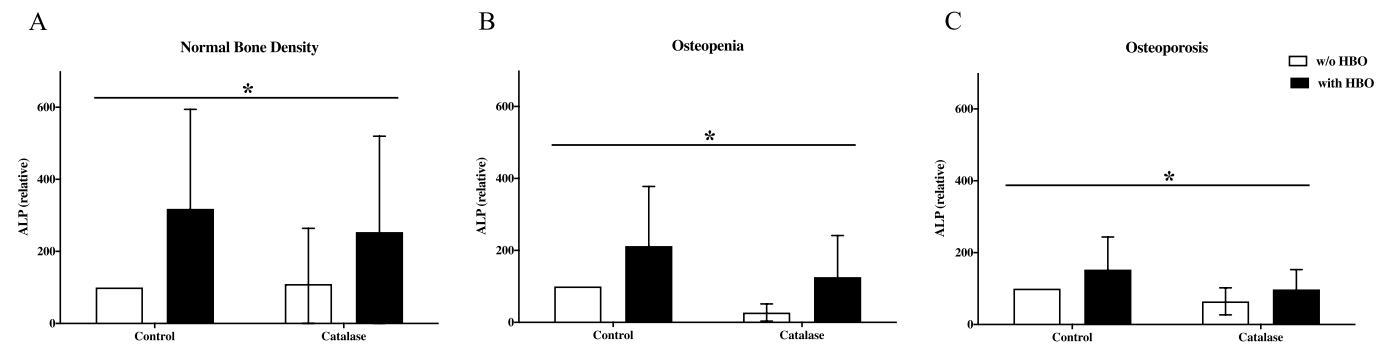 A
Normal Bone Density
ALP (relative)
600
400
200
0
*
Control
Catalase
B
Osteopenia
ALP (relative)
600
400
200
0
*
Control
Catalase
C
Osteoporosis
ALP (relative)
600
400
200
0
*
Control
Catalase
w/o HBO
with HBO